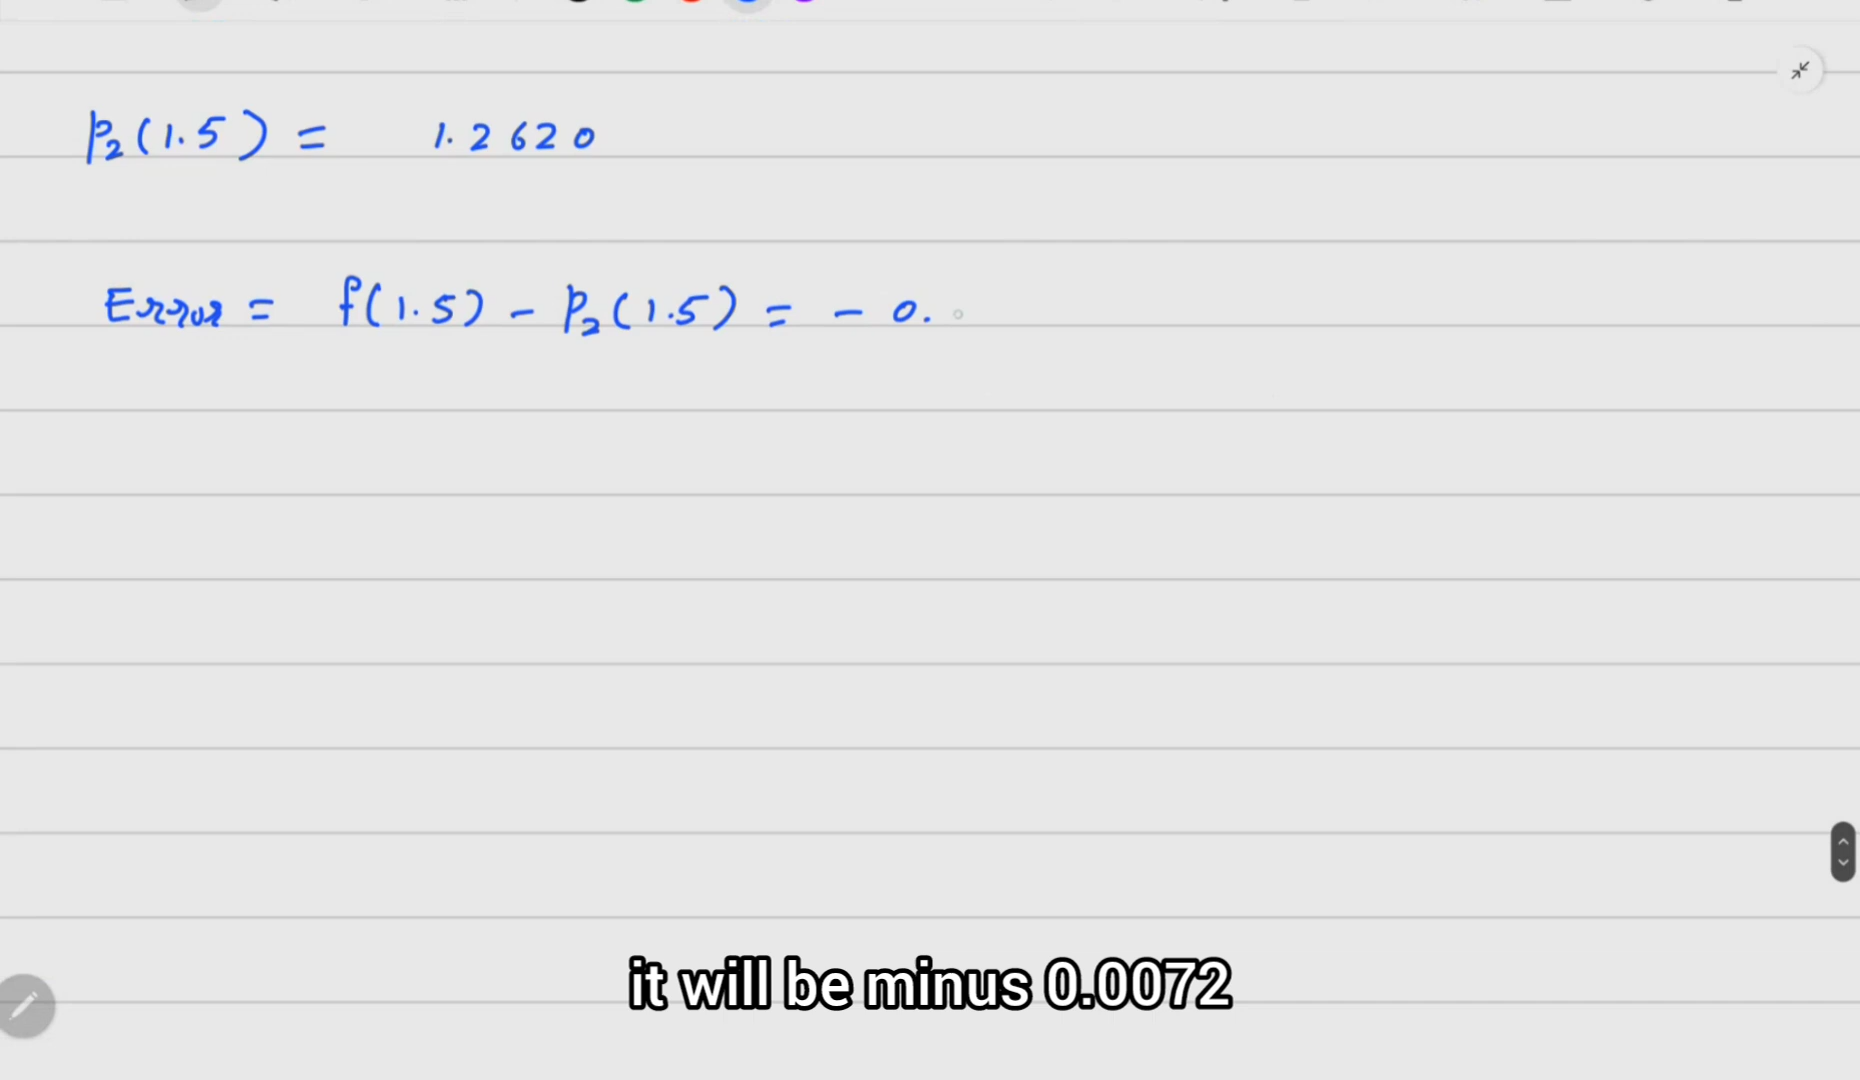 P₂(1.5) = 1.2620
Error = f(1.5) - P₂(1.5) = - 0.
it will be minus 0.0072